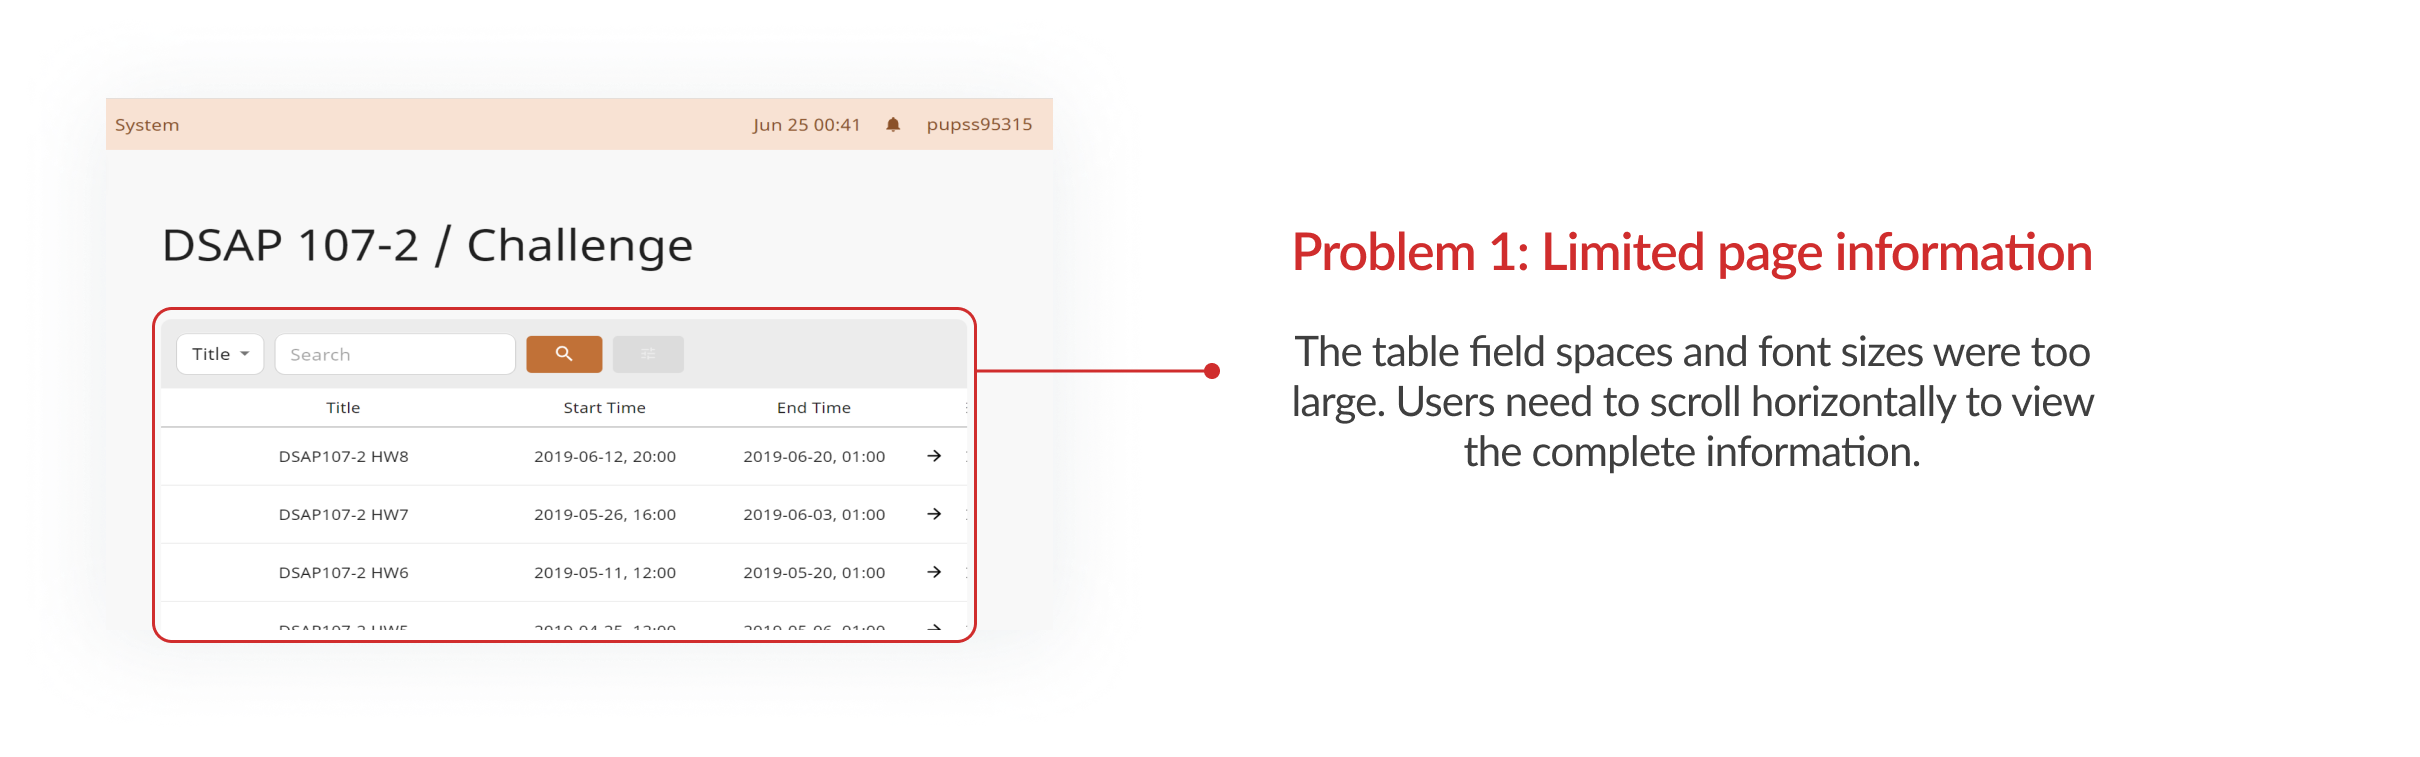 System Jun 25 00:41 pupss95315
DSAP 107-2 / Challenge
Title Search
Title Start Time End Time
DSAP107-2 HW8 2019-06-12, 20:00 2019-06-20, 01:00
DSAP107-2 HW7 2019-05-26, 16:00 2019-06-03, 01:00
DSAP107-2 HW6 2019-05-11, 12:00 2019-05-20, 01:00
Problem 1: Limited page information
The table field spaces and font sizes were too
large. Users need to scroll horizontally to view
the complete information.